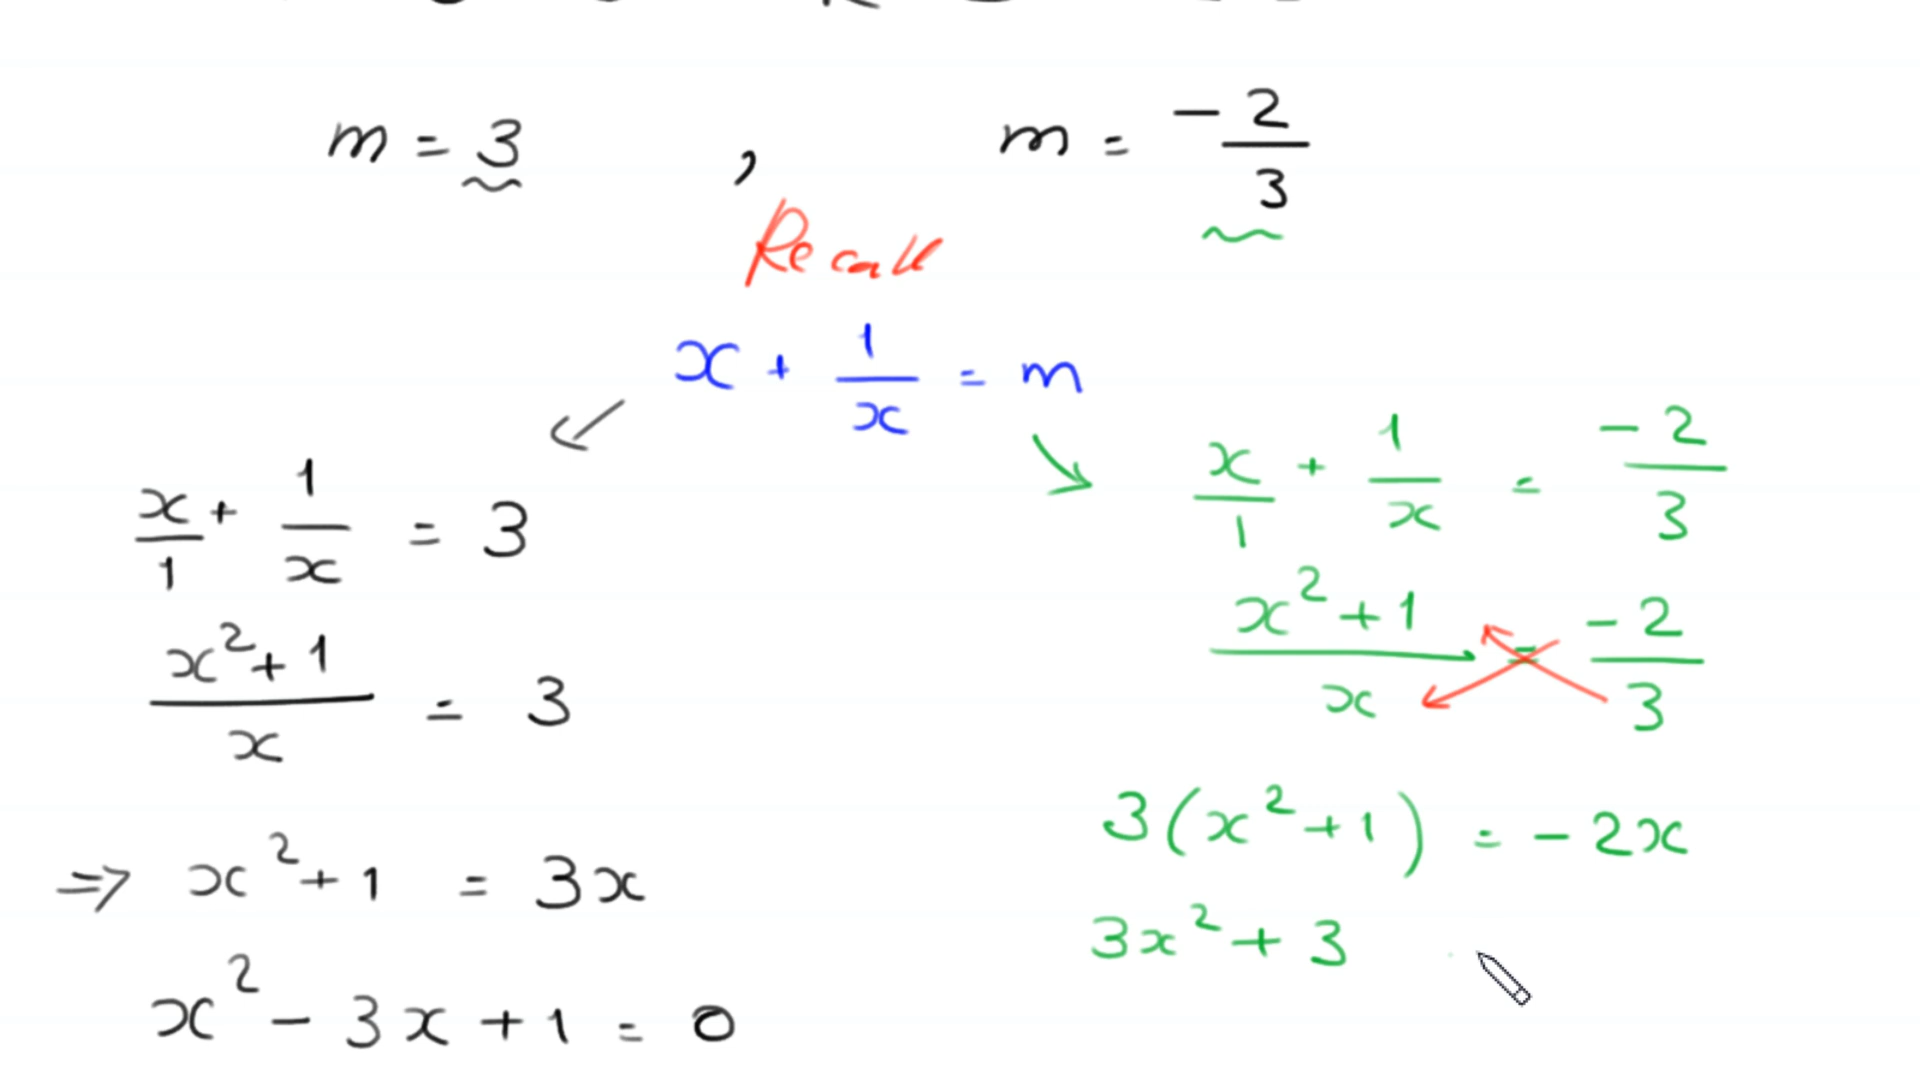 m = 3 , m = -2/3
Recall
x + 1/x = m
x/1 + 1/x = 3
(x² + 1)/x = 3
⇒ x² + 1 = 3x
x² - 3x + 1 = 0
x/1 + 1/x = -2/3
(x² + 1)/x = -2/3
3(x² + 1) = -2x
3x² + 3